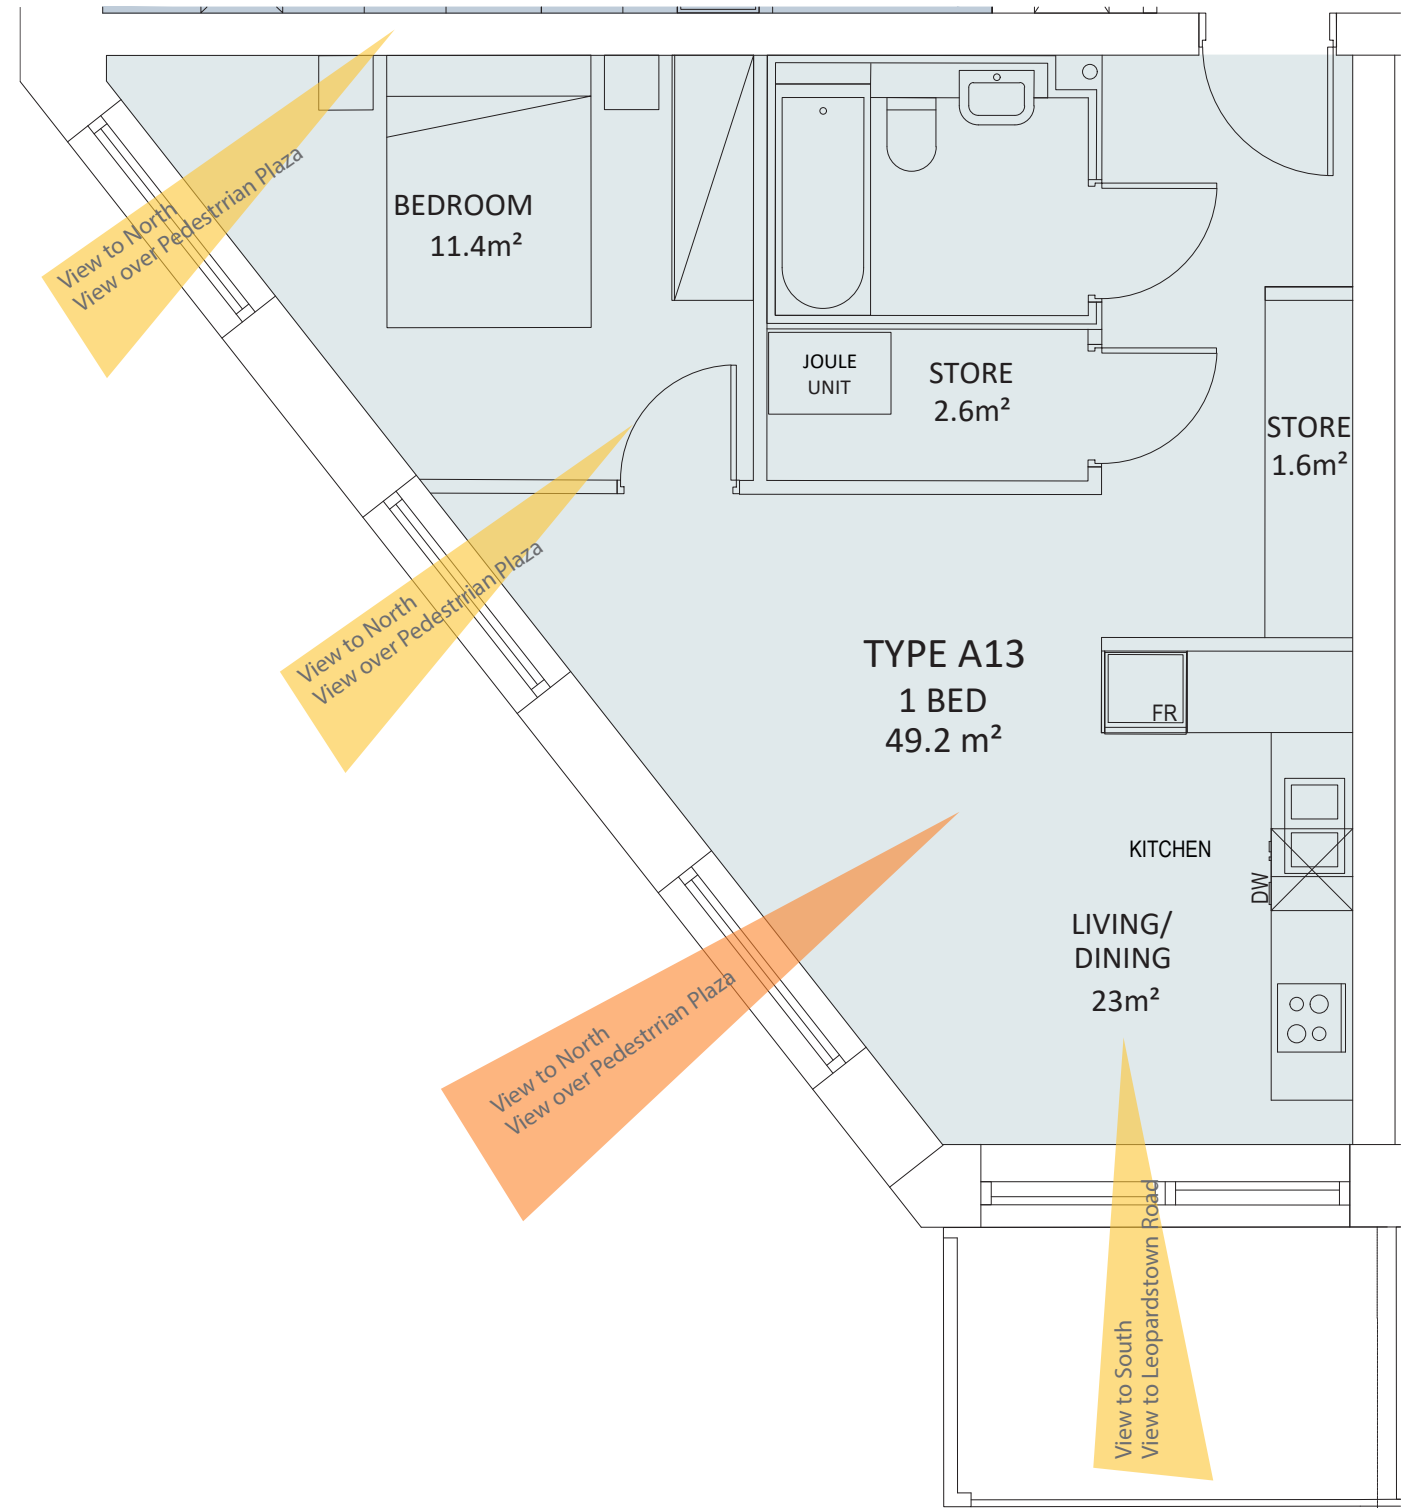 View to North
View over Pedestrrian Plaza
BEDROOM
11.4m²
JOULE
UNIT
STORE
2.6m²
STORE
1.6m²
View to North
View over Pedestrrian Plaza
TYPE A13
1 BED
49.2 m²
FR
KITCHEN
DW
LIVING/
DINING
23m²
View to North
View over Pedestrrian Plaza
View to South
View to Leopardstown Road